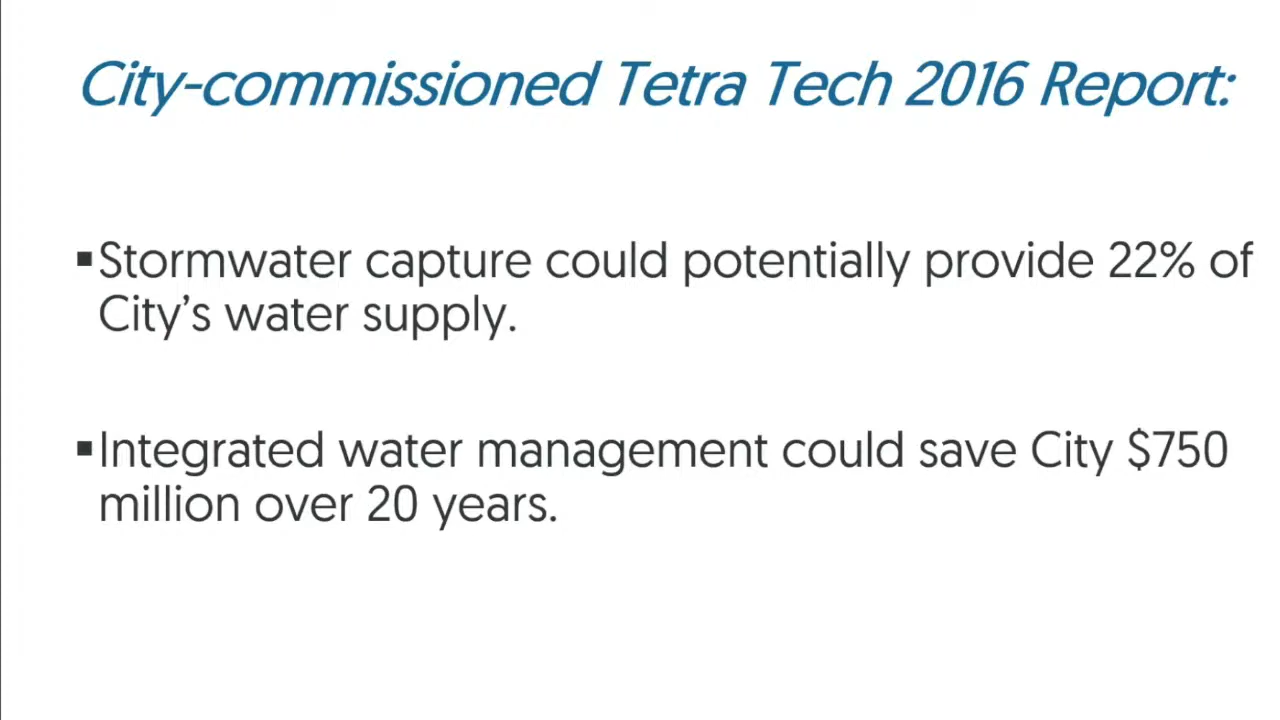 City-commissioned Tetra Tech 2016 Report:
▪Stormwater capture could potentially provide 22% of
City’s water supply.
▪Integrated water management could save City $750
million over 20 years.